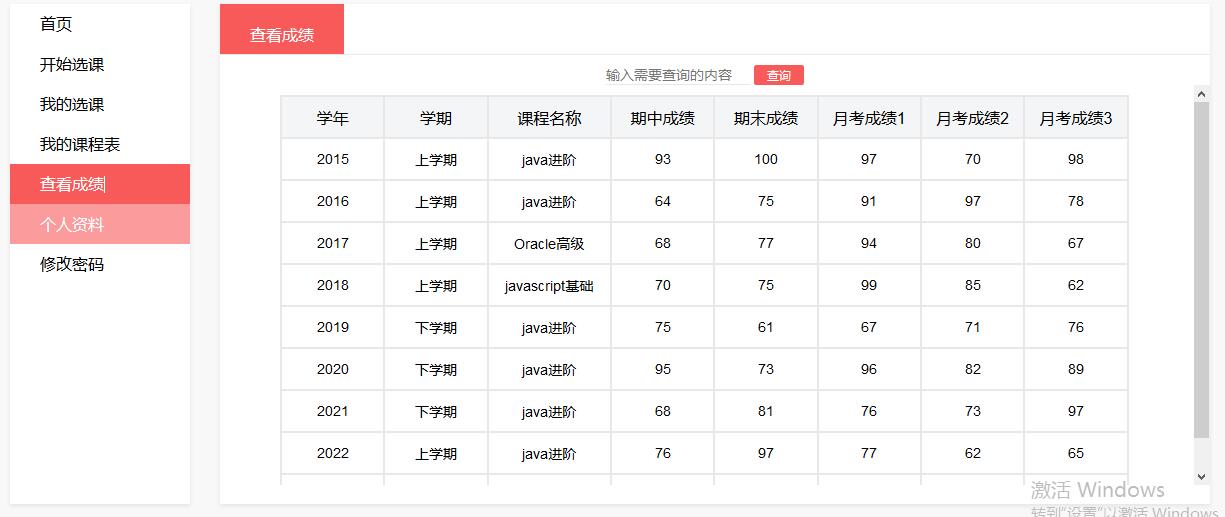 首页
开始选课
我的选课
我的课程表
查看成绩
个人资料
修改密码
查看成绩
输入需要查询的内容 查询
学年 学期 课程名称 期中成绩 期末成绩 月考成绩1 月考成绩2 月考成绩3
2015 上学期 java进阶 93 100 97 70 98
2016 上学期 java进阶 64 75 91 97 78
2017 上学期 Oracle高级 68 77 94 80 67
2018 上学期 javascript基础 70 75 99 85 62
2019 下学期 java进阶 75 61 67 71 76
2020 下学期 java进阶 95 73 96 82 89
2021 下学期 java进阶 68 81 76 73 97
2022 上学期 java进阶 76 97 77 62 65
激活 Windows
转到"设置"以激活 Windows